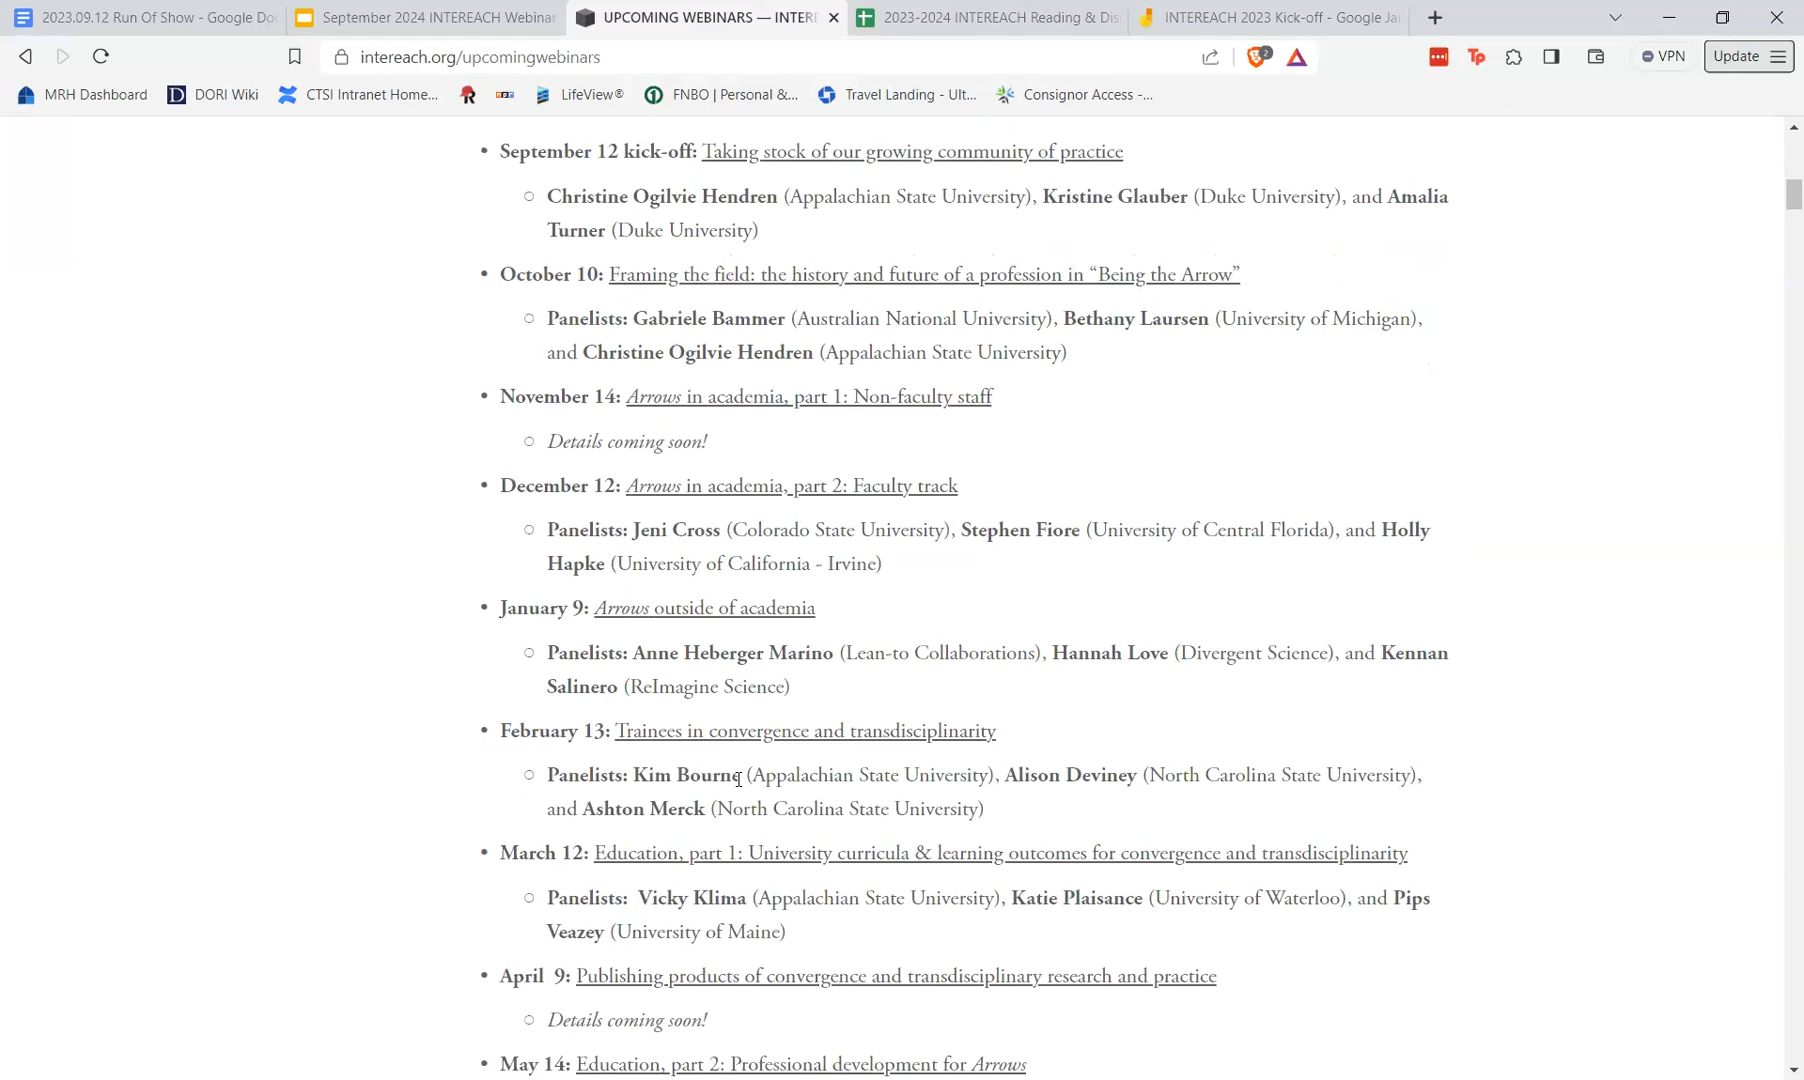 2023.09.12 Run Of Show - Google Do
September 2024 INTEREACH Webinar
UPCOMING WEBINARS — INTER
2023-2024 INTEREACH Reading & Dis
INTEREACH 2023 Kick-off - Google Ja
intereach.org/upcomingwebinars
2
VPN
Update
MRH Dashboard
DORI Wiki
CTSI Intranet Home...
LifeView®
FNBO | Personal &...
Travel Landing - Ult...
Consignor Access -...
• September 12 kick-off: Taking stock of our growing community of practice
○ Christine Ogilvie Hendren (Appalachian State University), Kristine Glauber (Duke University), and Amalia
Turner (Duke University)
• October 10: Framing the field: the history and future of a profession in “Being the Arrow”
○ Panelists: Gabriele Bammer (Australian National University), Bethany Laursen (University of Michigan),
and Christine Ogilvie Hendren (Appalachian State University)
• November 14: Arrows in academia, part 1: Non-faculty staff
○ Details coming soon!
• December 12: Arrows in academia, part 2: Faculty track
○ Panelists: Jeni Cross (Colorado State University), Stephen Fiore (University of Central Florida), and Holly
Hapke (University of California - Irvine)
• January 9: Arrows outside of academia
○ Panelists: Anne Heberger Marino (Lean-to Collaborations), Hannah Love (Divergent Science), and Kennan
Salinero (ReImagine Science)
• February 13: Trainees in convergence and transdisciplinarity
○ Panelists: Kim Bourne (Appalachian State University), Alison Deviney (North Carolina State University),
and Ashton Merck (North Carolina State University)
• March 12: Education, part 1: University curricula & learning outcomes for convergence and transdisciplinarity
○ Panelists: Vicky Klima (Appalachian State University), Katie Plaisance (University of Waterloo), and Pips
Veazey (University of Maine)
• April 9: Publishing products of convergence and transdisciplinary research and practice
○ Details coming soon!
• May 14: Education, part 2: Professional development for Arrows